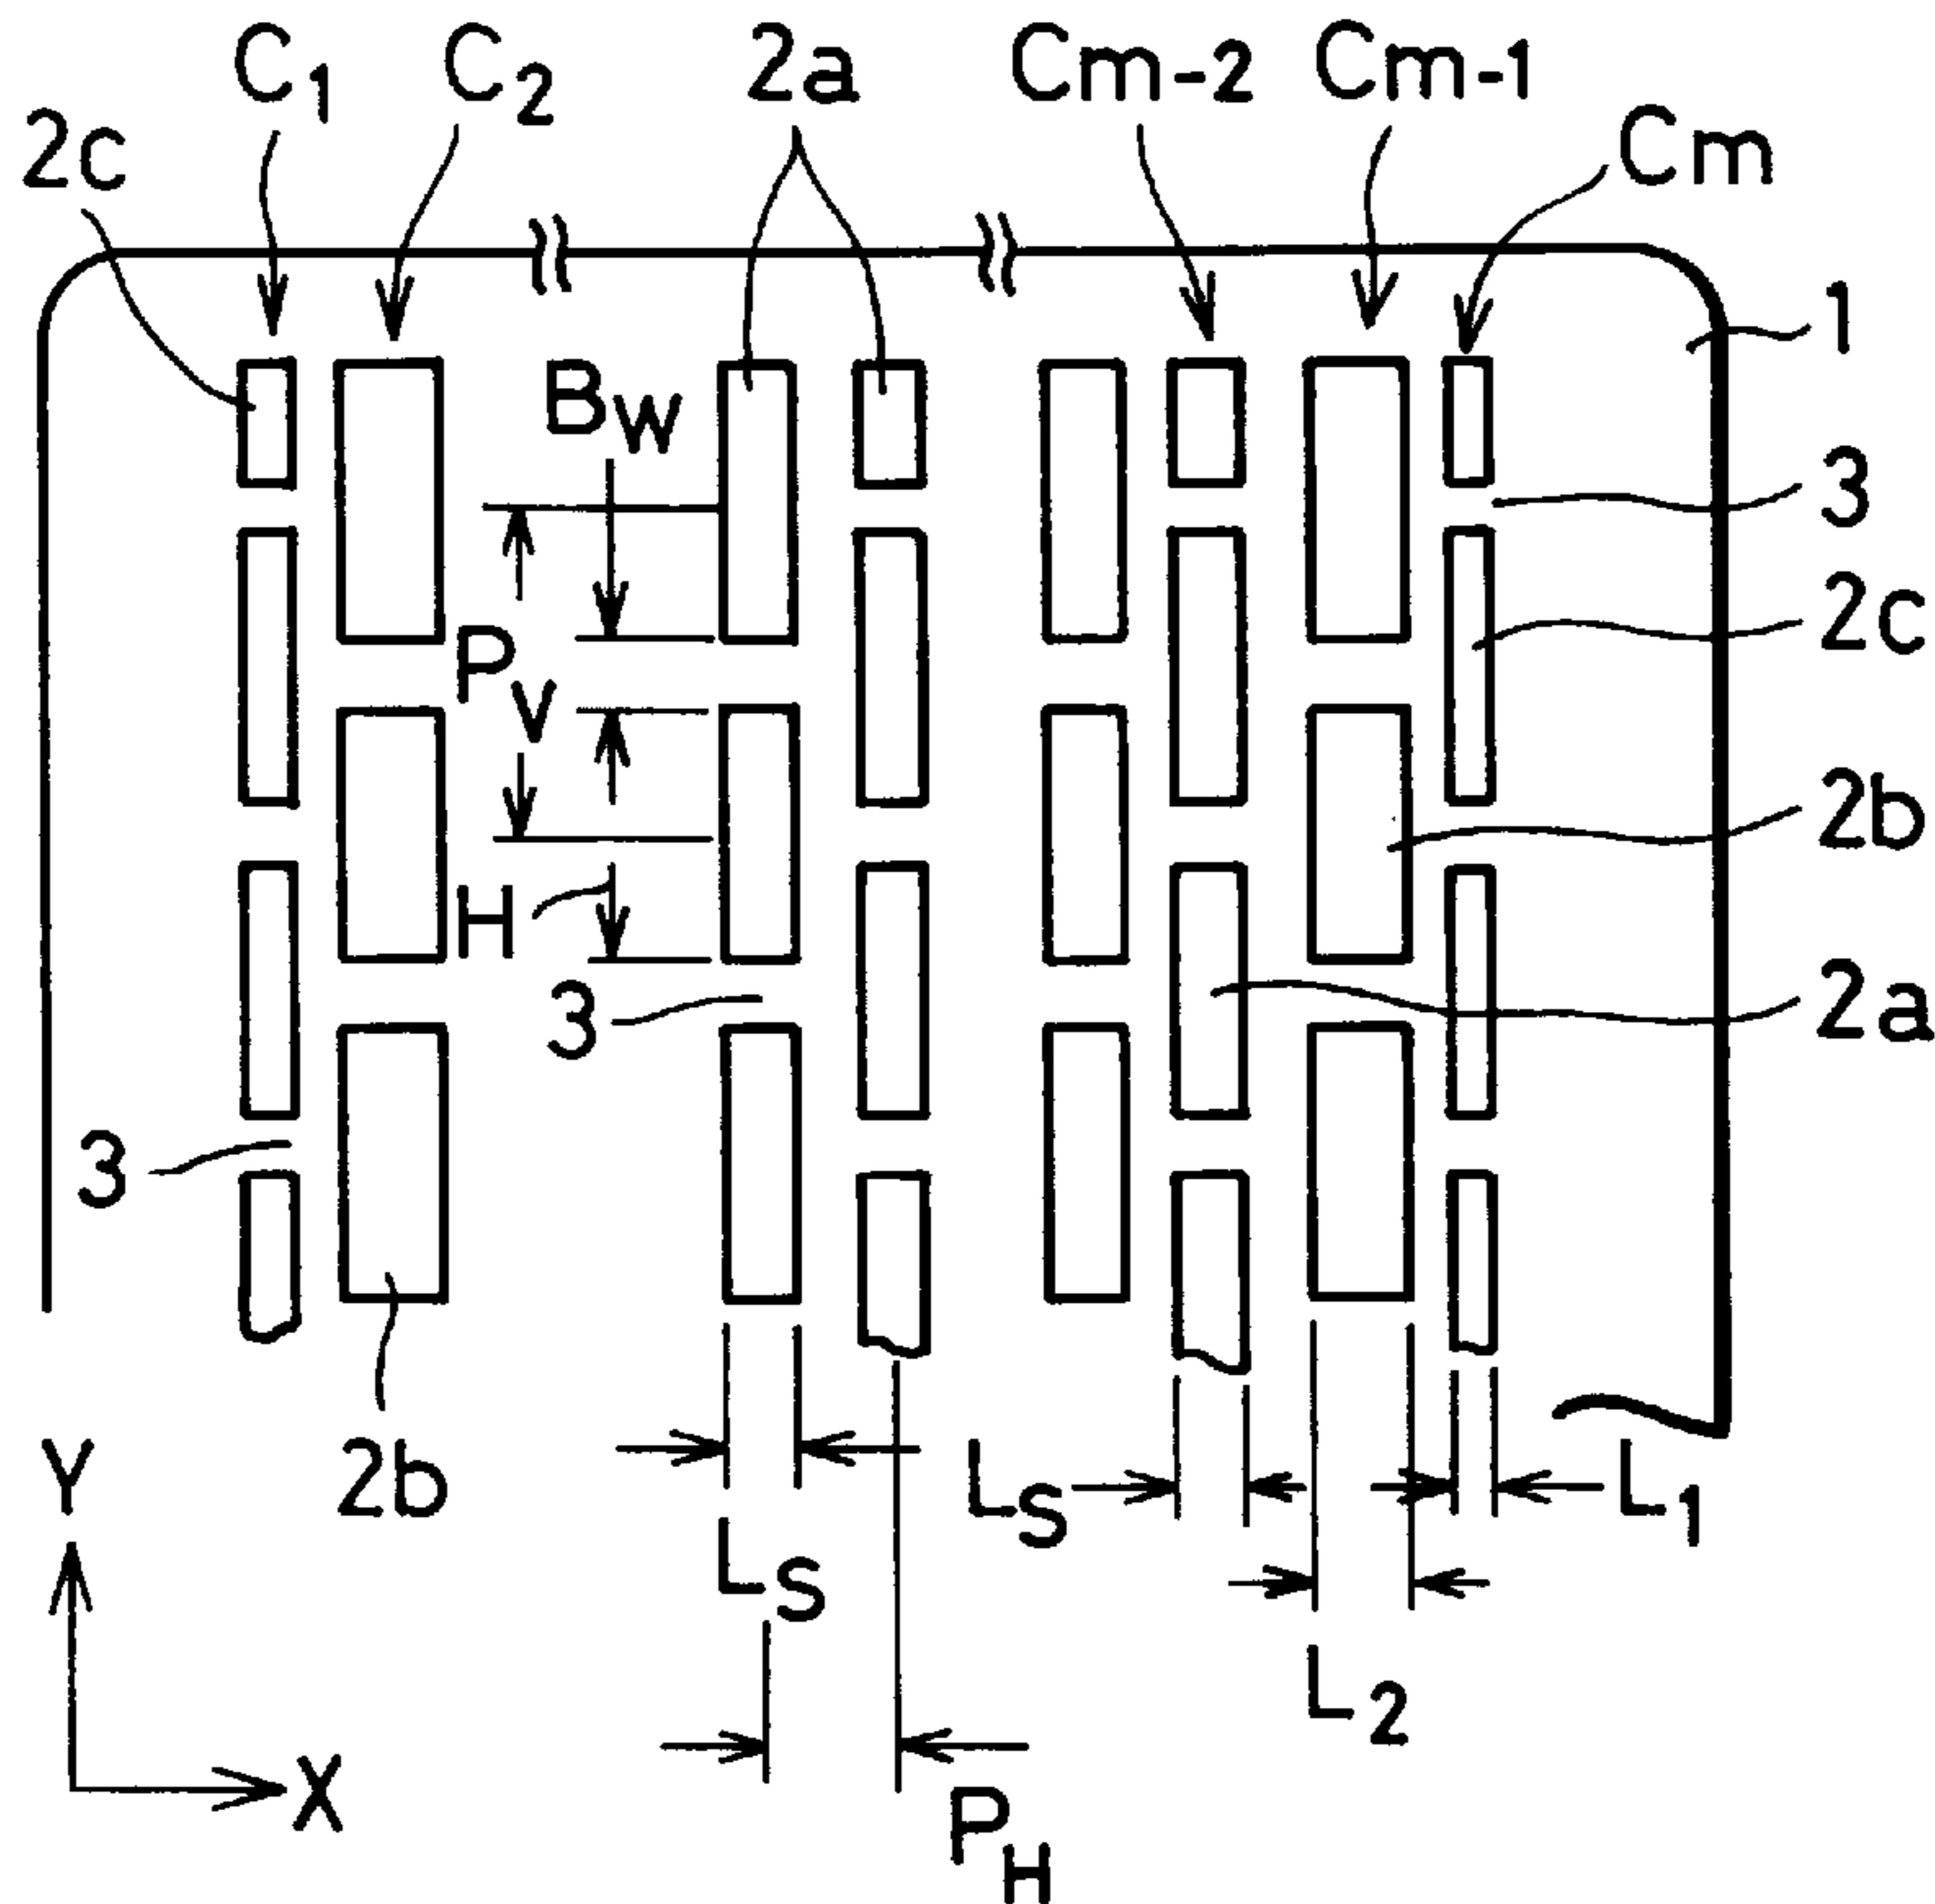 C1 C2 2a Cm-2 Cm-1
2c Cm
1
BW
3
2c
PV
2b
H
3 2a
3
Y 2b LS L1
LS
L2
X
PH